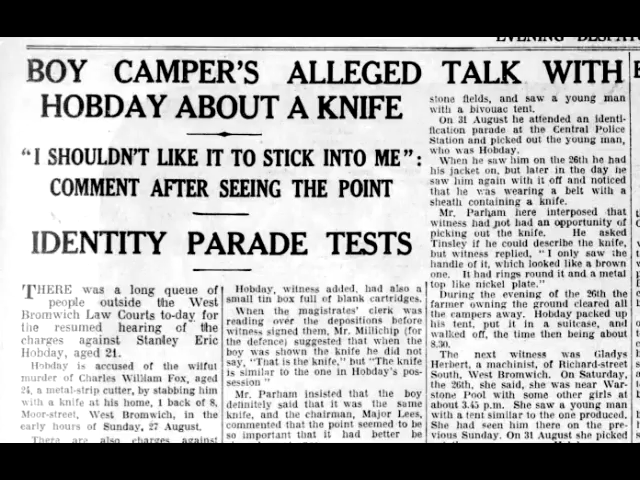 EVENING DESPAT
BOY CAMPER'S ALLEGED TALK WITH
HOBDAY ABOUT A KNIFE
"I SHOULDN'T LIKE IT TO STICK INTO ME":
COMMENT AFTER SEEING THE POINT
IDENTITY PARADE TESTS
THERE was a long queue of
people outside the West
Bromwich Law Courts to-day for
the resumed hearing of the
charges against Stanley Eric
Hobday, aged 21.
Hobday is accused of the wilful
murder of Charles William Fox, aged
24, a metal-strip cutter, by stabbing him
with a knife at his home, 1 back of 8,
Moor-street, West Bromwich, in the
early hours of Sunday, 27 August.
There are also charges against
Hobday, witness added, had also a
small tin box full of blank cartridges.
When the magistrates' clerk was
reading over the depositions before
witness signed them, Mr. Millichip (for
the defence) suggested that when the
boy was shown the knife he did not
say, "That is the knife," but "The knife
is similar to the one in Hobday's pos-
session"
Mr. Parham insisted that the boy
definitely said it was the same
knife, and the chairman, Major Lees,
commented that the point seemed to be
so important that it had better be
stone fields, and saw a young man
with a bivouac tent.
On 31 August he attended an identi-
fication parade at the Central Police
Station and picked out the young man,
who was Hobday.
When he saw him on the 26th he had
his jacket on, but later in the day he
saw him again with it off and noticed
that he was wearing a belt with a
sheath containing a knife.
Mr. Parham here interposed that
witness had not had an opportunity of
picking out the knife. He asked
Tinsley if he could describe the knife,
but witness replied, "I only saw the
handle of it, which looked like a brown
one. It had rings round it and a metal
top like nickel plate."
During the evening of the 26th the
farmer owning the ground cleared all
the campers away. Hobday packed up
his tent, put it in a suitcase, and
walked off, the time then being about
8.30.
The next witness was Gladys
Herbert, a machinist, of Richard-street
South, West Bromwich. On Saturday,
the 26th, she said, she was near War-
stone Pool with some other girls at
about 3.45 p.m. She saw a young man
with a tent similar to the one produced.
She had seen him there on the pre-
vious Sunday. On 31 August she picked